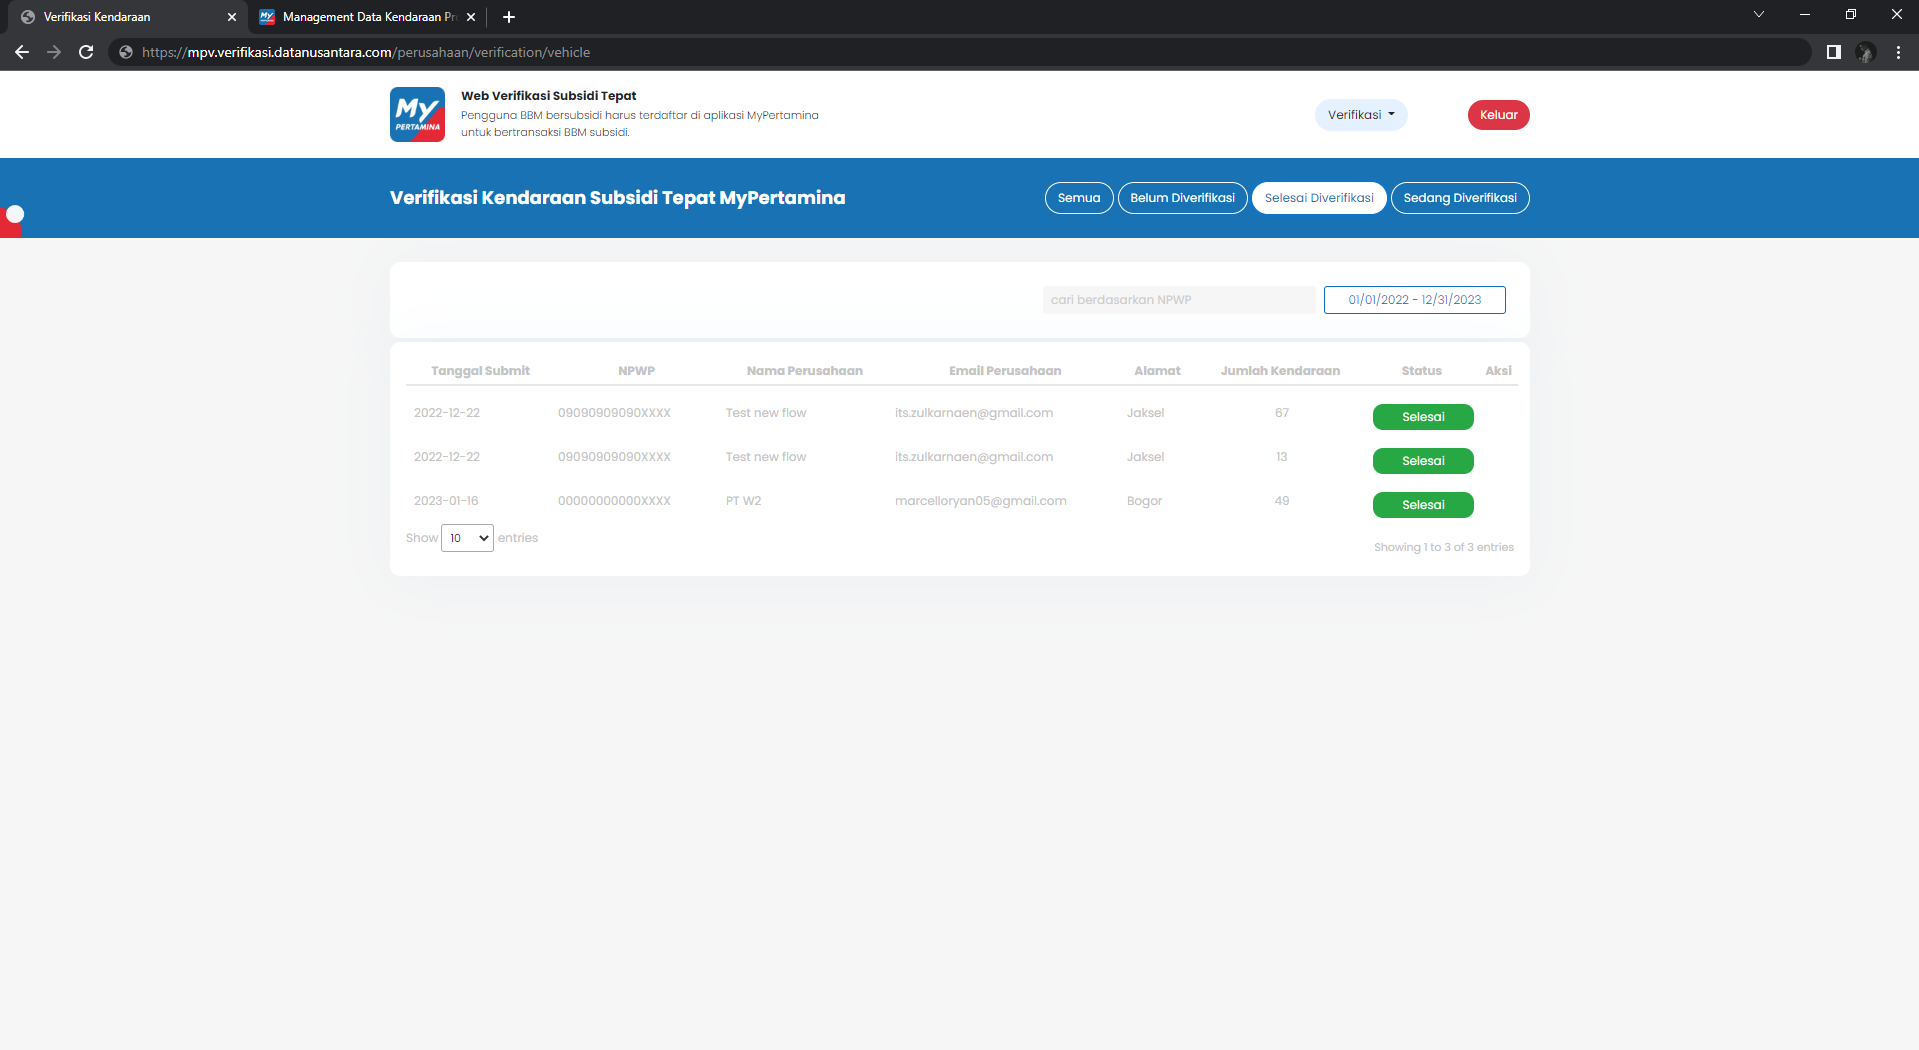 Verifikasi Kendaraan
Management Data Kendaraan Pr
https://mpv.verifikasi.datanusantara.com/perusahaan/verification/vehicle
My
PERTAMINA
Web Verifikasi Subsidi Tepat
Pengguna BBM bersubsidi harus terdaftar di aplikasi MyPertamina
untuk bertransaksi BBM subsidi.
Verifikasi
Keluar
Verifikasi Kendaraan Subsidi Tepat MyPertamina
Semua
Belum Diverifikasi
Selesai Diverifikasi
Sedang Diverifikasi
cari berdasarkan NPWP
01/01/2022 - 12/31/2023
Tanggal Submit NPWP Nama Perusahaan Email Perusahaan Alamat Jumlah Kendaraan Status Aksi
2022-12-22 09090909090XXXX Test new flow its.zulkarnaen@gmail.com Jaksel 67 Selesai
2022-12-22 09090909090XXXX Test new flow its.zulkarnaen@gmail.com Jaksel 13 Selesai
2023-01-16 00000000000XXXX PT W2 marcelloryan05@gmail.com Bogor 49 Selesai
Show 10 entries
Showing 1 to 3 of 3 entries